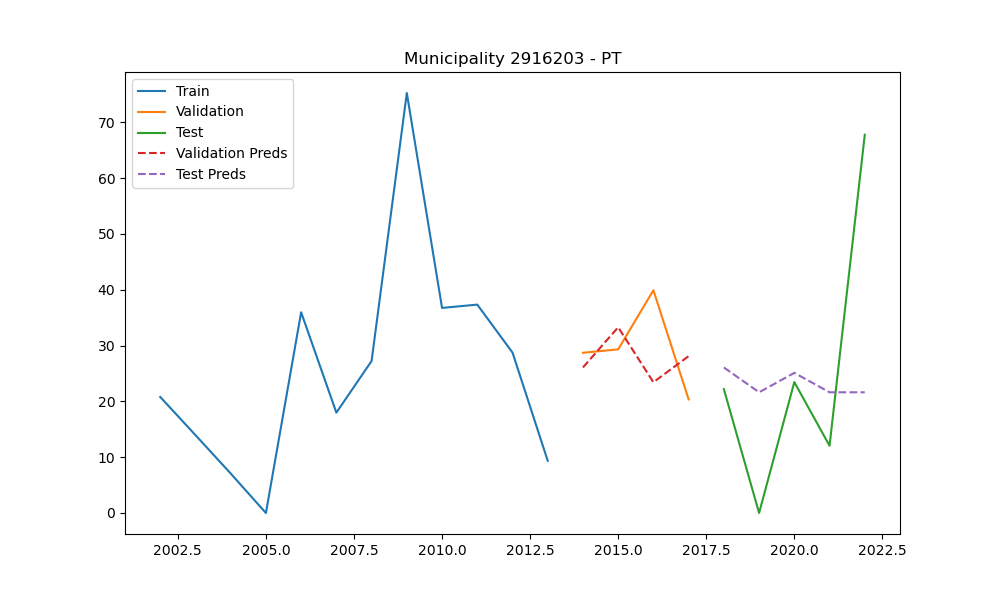 Municipality 2916203 - PT
Train
Validation
Test
Validation Preds
Test Preds
70
60
50
40
30
20
10
0
2002.5 2005.0 2007.5 2010.0 2012.5 2015.0 2017.5 2020.0 2022.5